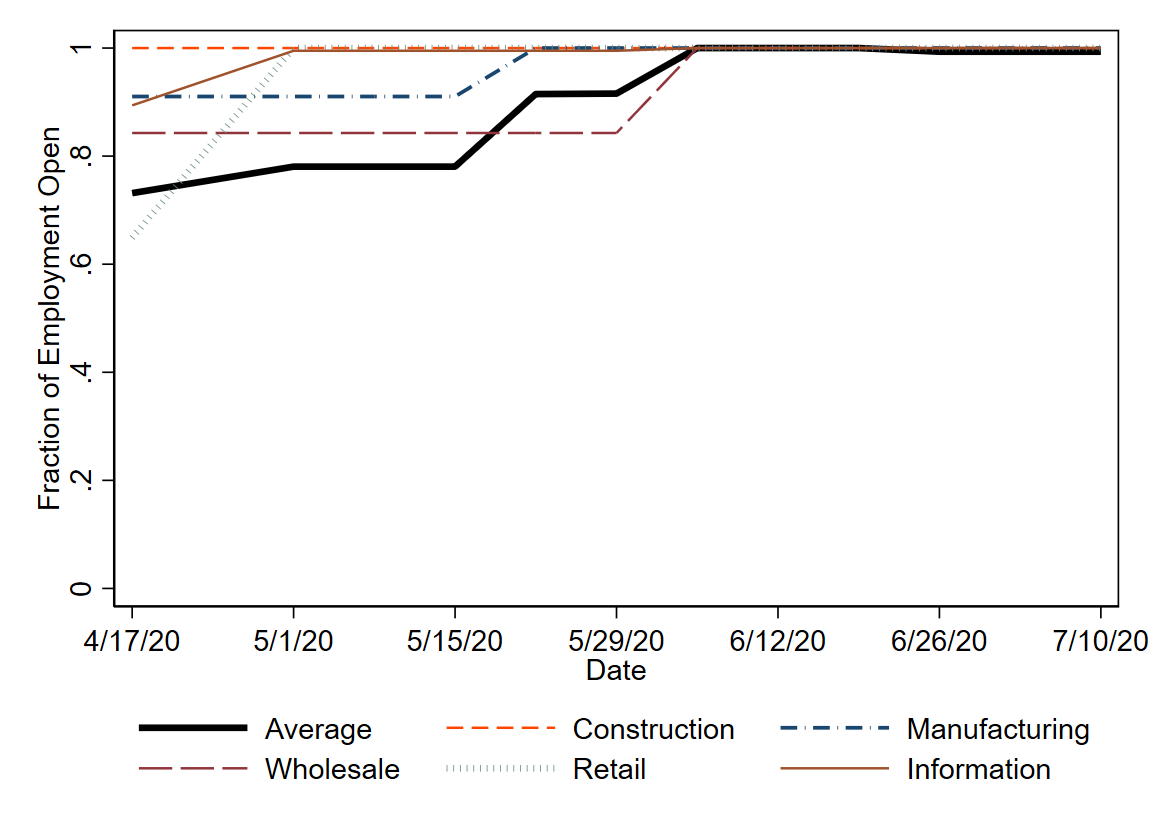 Fraction of Employment Open
1
.8
.6
.4
.2
0
4/17/20 5/1/20 5/15/20 5/29/20 6/12/20 6/26/20 7/10/20
Date
Average Construction Manufacturing
Wholesale Retail Information